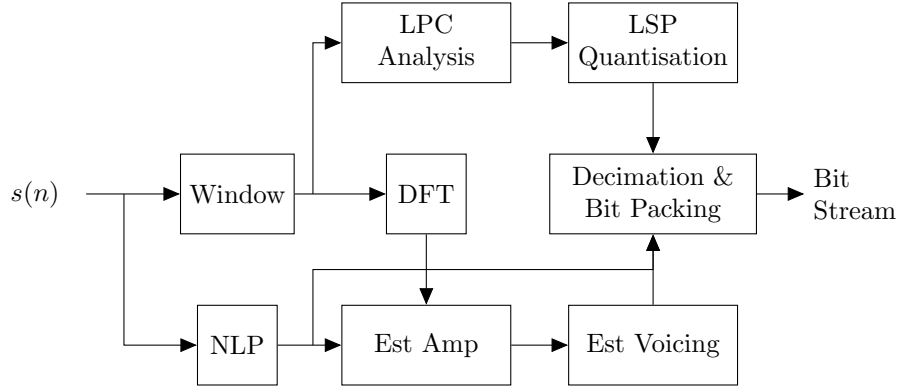 LPC
Analysis
LSP
Quantisation
s(n)
Window
DFT
Decimation &
Bit Packing
Bit
Stream
NLP
Est Amp
Est Voicing